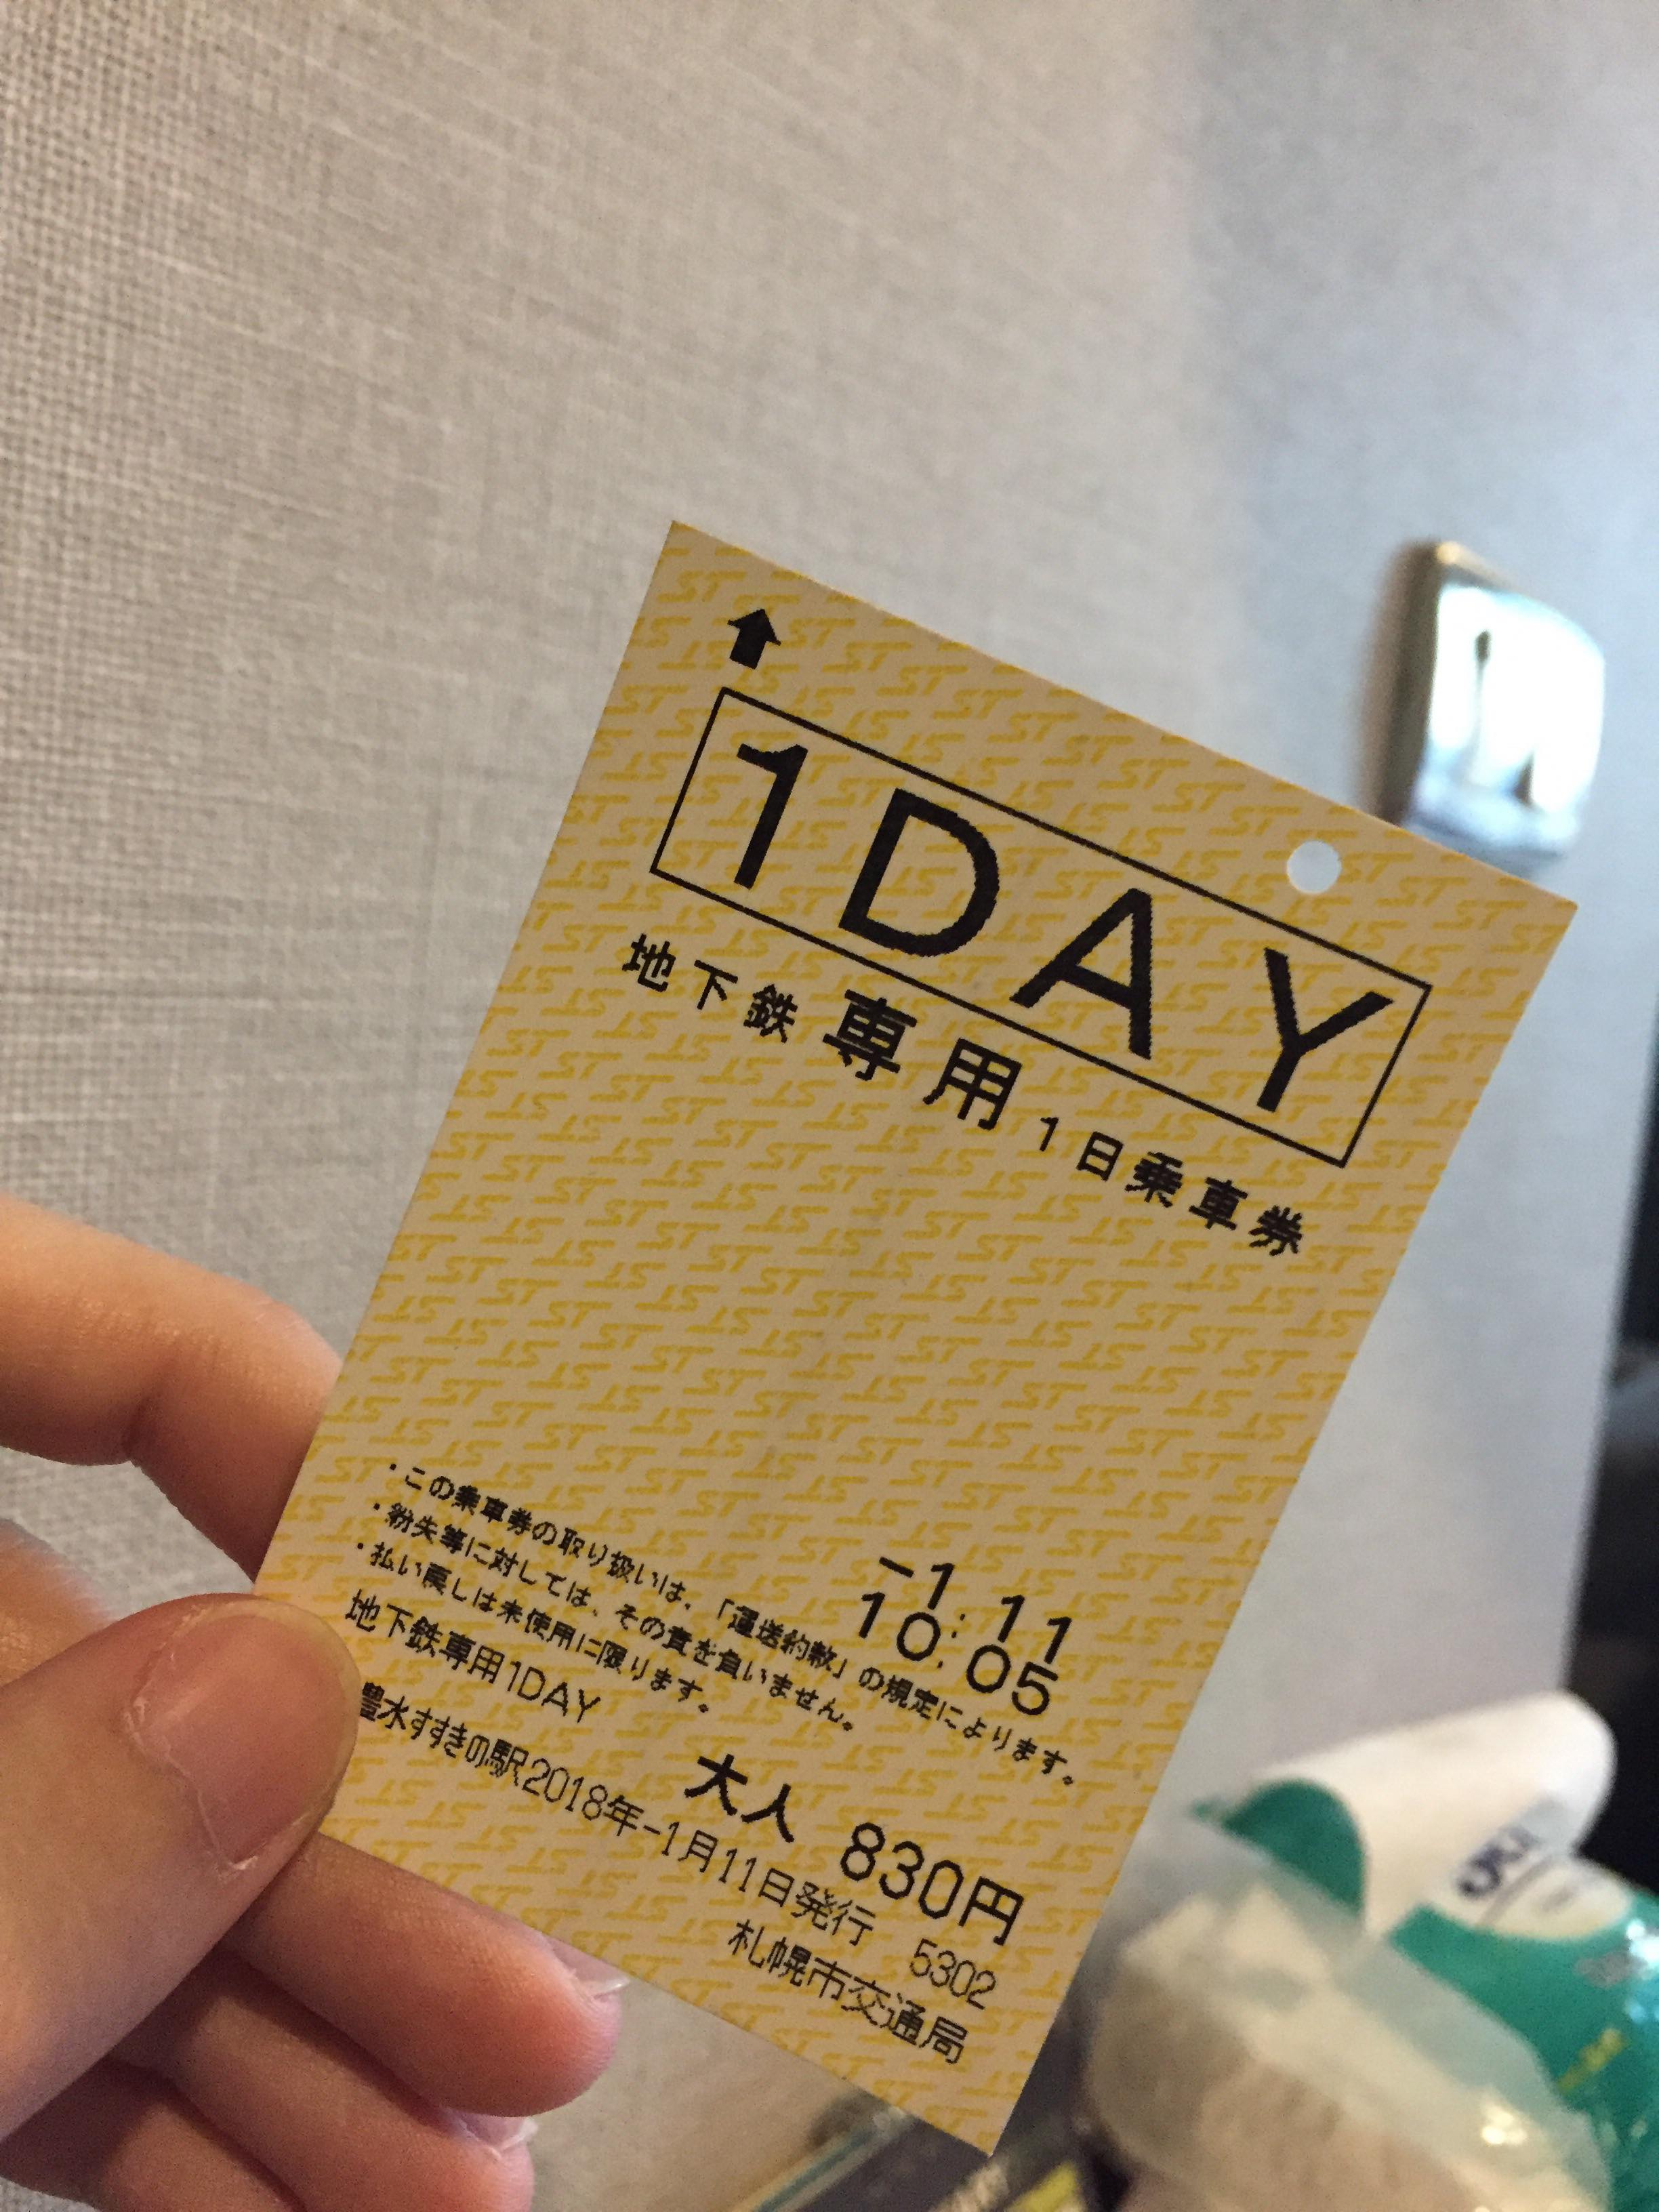 1DAY
地下鉄専用1日乗車券
-1.11
10.05
・この乗車券の取り扱いは、「運送約款」の規定によります。
・紛失等に対しては、その責を負いません。
・払い戻しは未使用に限ります。
地下鉄専用1DAY
大人 830円
豊水すすきの駅2018年-1月11日発行 5302
札幌市交通局